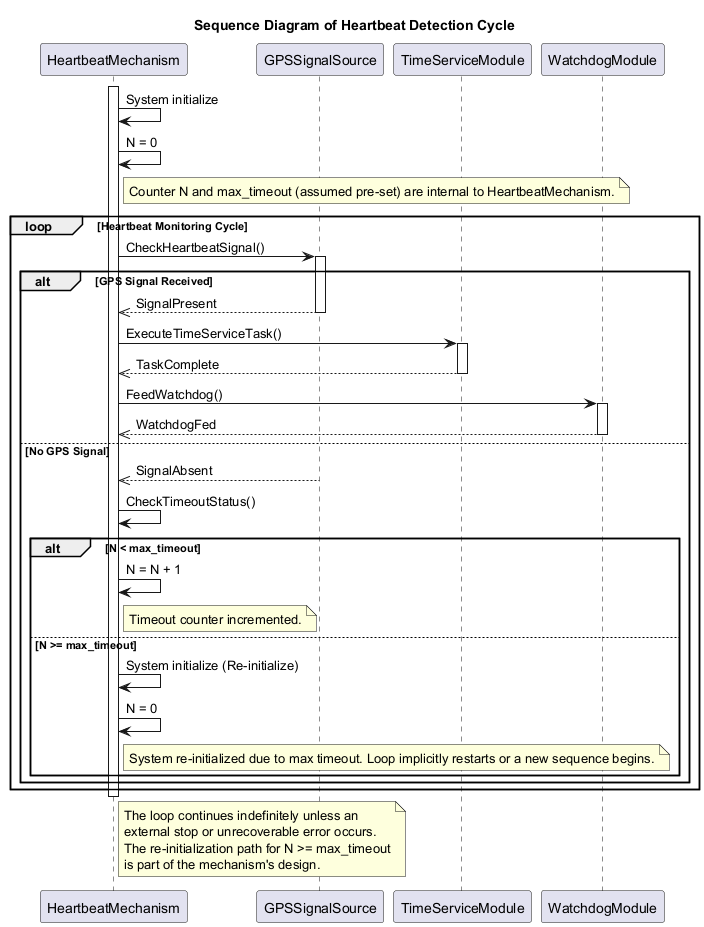 Sequence Diagram of Heartbeat Detection Cycle
HeartbeatMechanism
GPSSignalSource
TimeServiceModule
WatchdogModule
System initialize
N = 0
Counter N and max_timeout (assumed pre-set) are internal to HeartbeatMechanism.
loop
[Heartbeat Monitoring Cycle]
CheckHeartbeatSignal()
alt
[GPS Signal Received]
SignalPresent
ExecuteTimeServiceTask()
TaskComplete
FeedWatchdog()
WatchdogFed
[No GPS Signal]
SignalAbsent
CheckTimeoutStatus()
alt
[N < max_timeout]
N = N + 1
Timeout counter incremented.
[N >= max_timeout]
System initialize (Re-initialize)
N = 0
System re-initialized due to max timeout. Loop implicitly restarts or a new sequence begins.
The loop continues indefinitely unless an
external stop or unrecoverable error occurs.
The re-initialization path for N >= max_timeout
is part of the mechanism's design.
HeartbeatMechanism
GPSSignalSource
TimeServiceModule
WatchdogModule